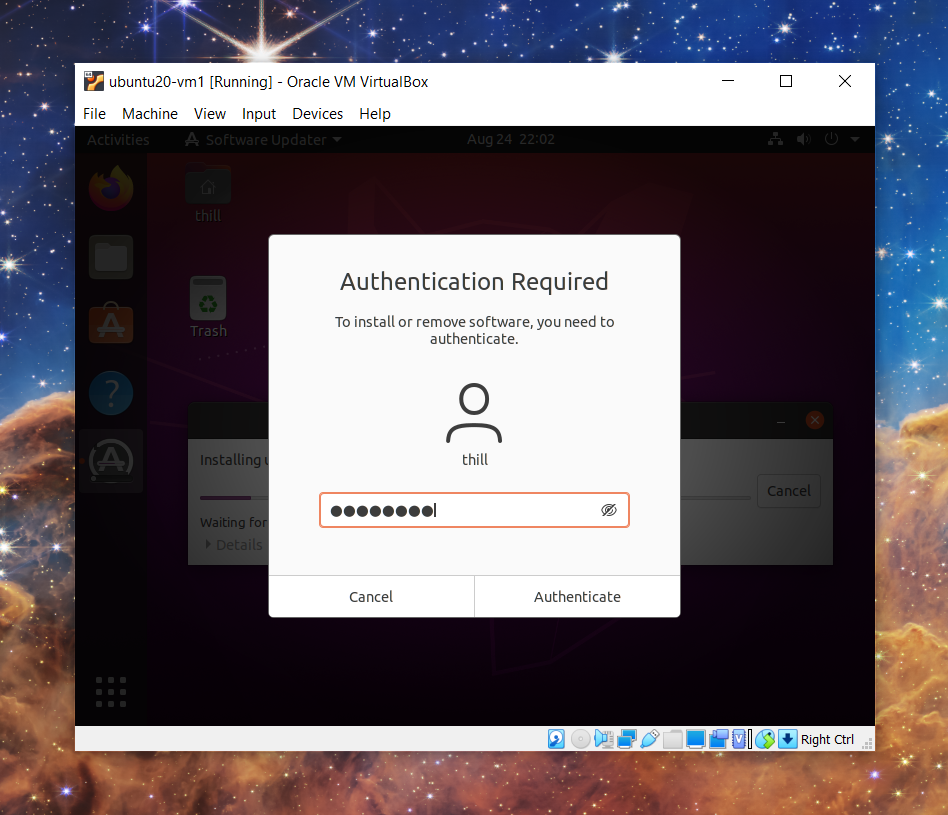 ubuntu20-vm1 [Running] - Oracle VM VirtualBox
File Machine View Input Devices Help
Activities Software Updater Aug 24 22:02
thill
Trash
Authentication Required
To install or remove software, you need to
authenticate.
thill
Installing
Cancel
Waiting for
Details
Cancel Authenticate
Right Ctrl